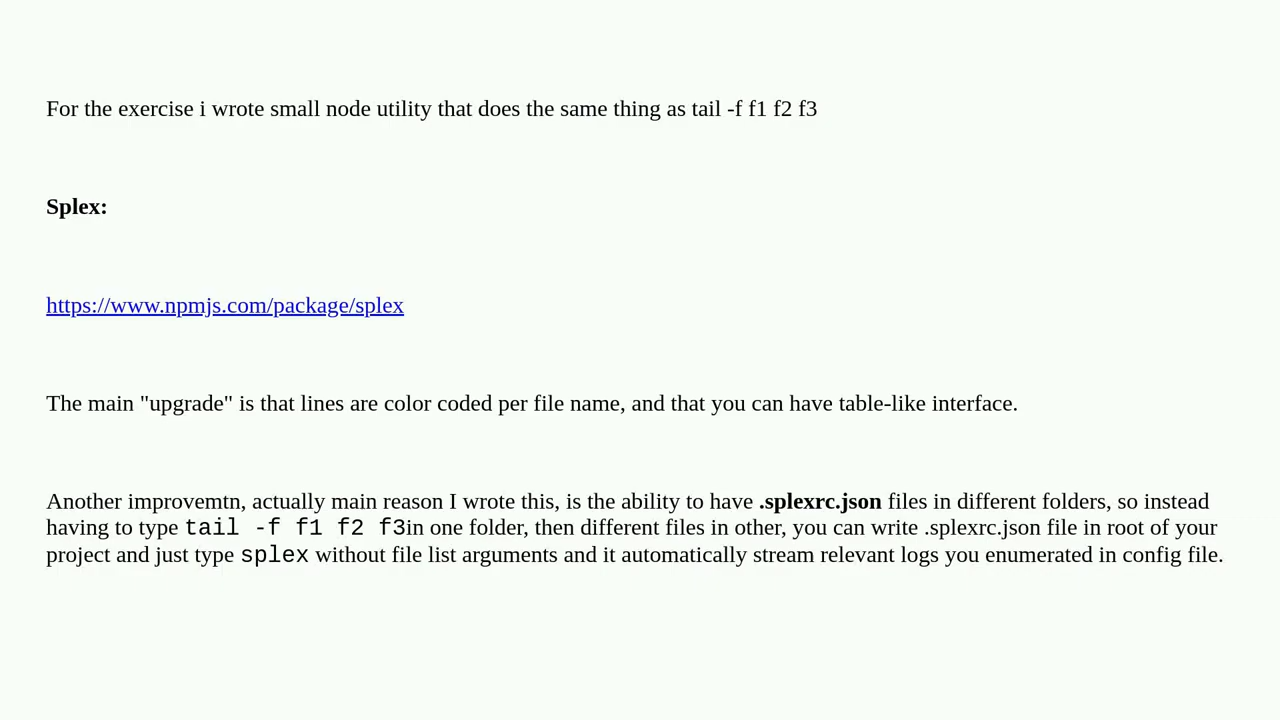 For the exercise i wrote small node utility that does the same thing as tail -f f1 f2 f3
Splex:
https://www.npmjs.com/package/splex
The main "upgrade" is that lines are color coded per file name, and that you can have table-like interface.
Another improvemtn, actually main reason I wrote this, is the ability to have .splexrc.json files in different folders, so instead
having to type tail -f f1 f2 f3in one folder, then different files in other, you can write .splexrc.json file in root of your
project and just type splex without file list arguments and it automatically stream relevant logs you enumerated in config file.